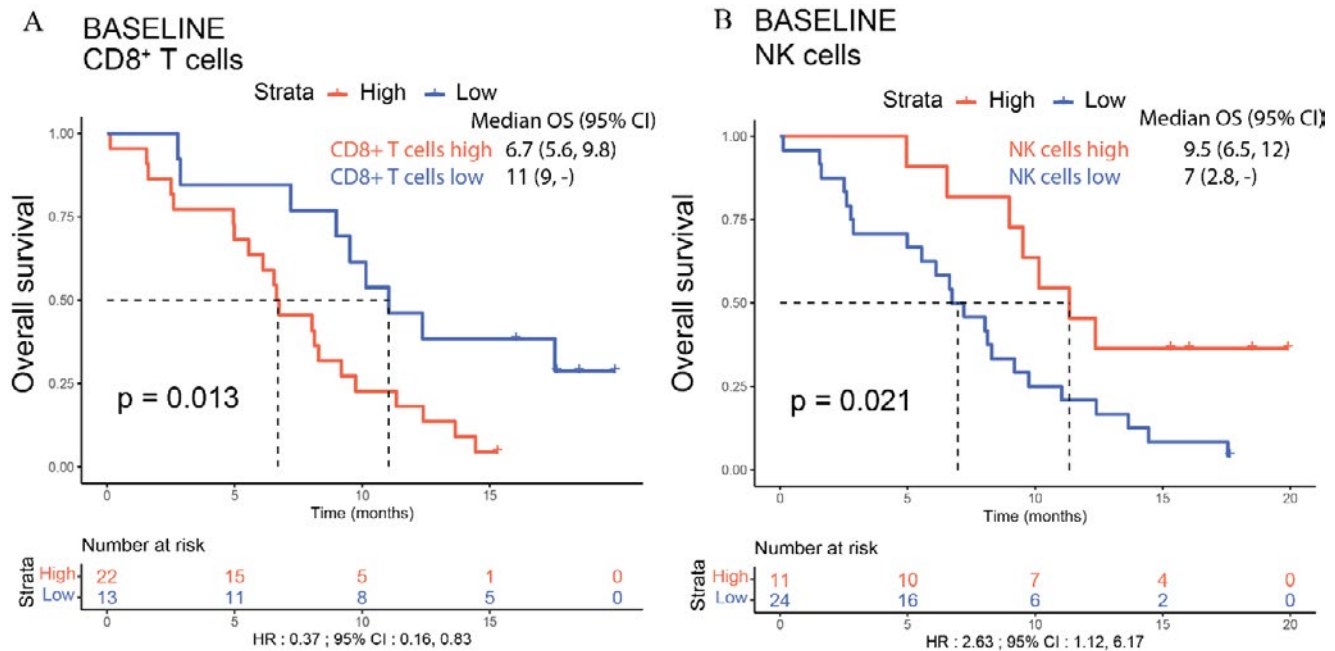 A BASELINE
CD8⁺ T cells
Strata High Low
Median OS (95% CI)
CD8+ T cells high 6.7 (5.6, 9.8)
CD8+ T cells low 11 (9, -)
1.00
0.75
0.50
0.25
0.00
Overall survival
p = 0.013
0 5 10 15
Time (months)
Number at risk
Strata
High 22 15 5 1 0
Low 13 11 8 5 0
0 5 10 15
Time (months)
HR : 0.37 ; 95% CI : 0.16, 0.83
B BASELINE
NK cells
Strata High Low
Median OS (95% CI)
NK cells high 9.5 (6.5, 12)
NK cells low 7 (2.8, -)
1.00
0.75
0.50
0.25
0.00
Overall survival
p = 0.021
0 5 10 15 20
Time (months)
Number at risk
Strata
High 11 10 7 4 0
Low 24 16 6 2 0
0 5 10 15 20
HR : 2.63 ; 95% CI : 1.12, 6.17